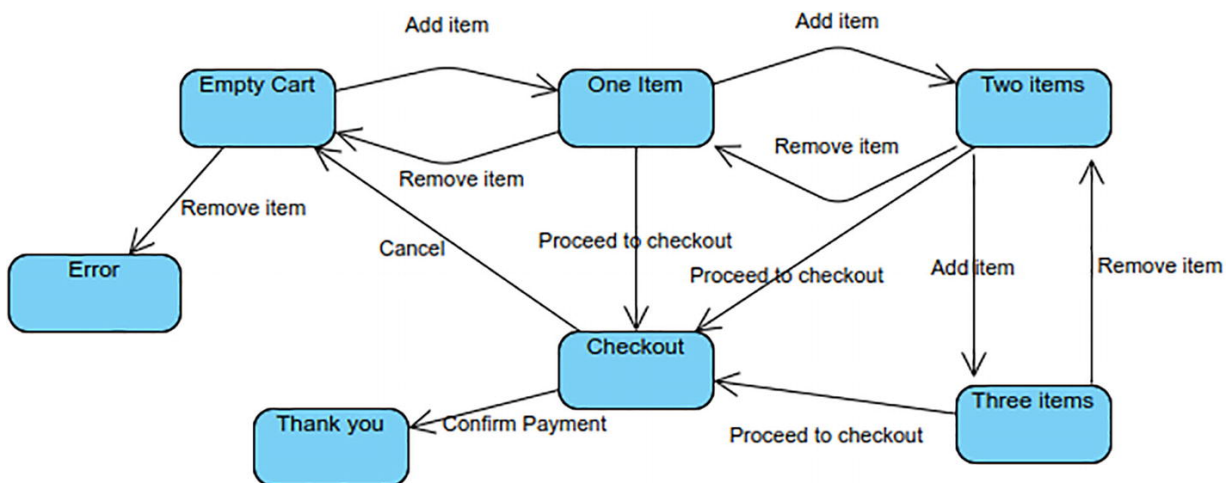 Add item
Add item
Empty Cart
One Item
Two items
Remove item
Remove item
Remove item
Cancel
Proceed to checkout
Proceed to checkout
Add item
Remove item
Error
Checkout
Three items
Thank you
Confirm Payment
Proceed to checkout